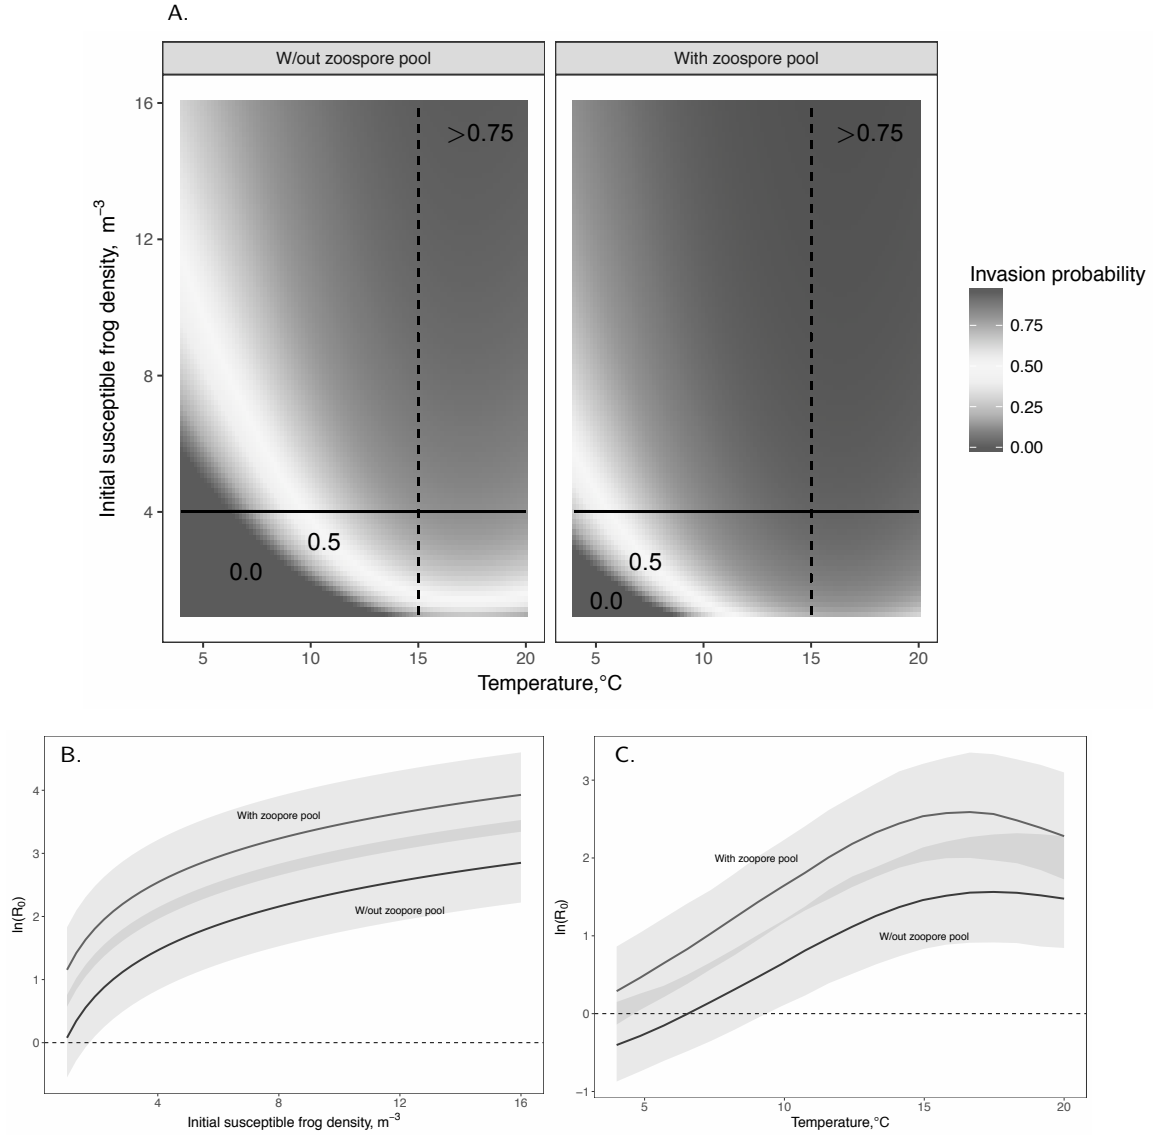 A.
W/out zoospore pool
With zoospore pool
16
12
8
4
Initial susceptible frog density, m⁻³
>0.75
0.5
0.0
>0.75
0.5
0.0
5
10
15
20
5
10
15
20
Temperature,°C
Invasion probability
0.75
0.50
0.25
0.00
B.
4
3
2
1
0
ln(R₀)
With zoopore pool
W/out zoopore pool
4
8
12
16
Initial susceptible frog density, m⁻³
C.
3
2
1
0
−1
ln(R₀)
With zoopore pool
W/out zoopore pool
5
10
15
20
Temperature,°C